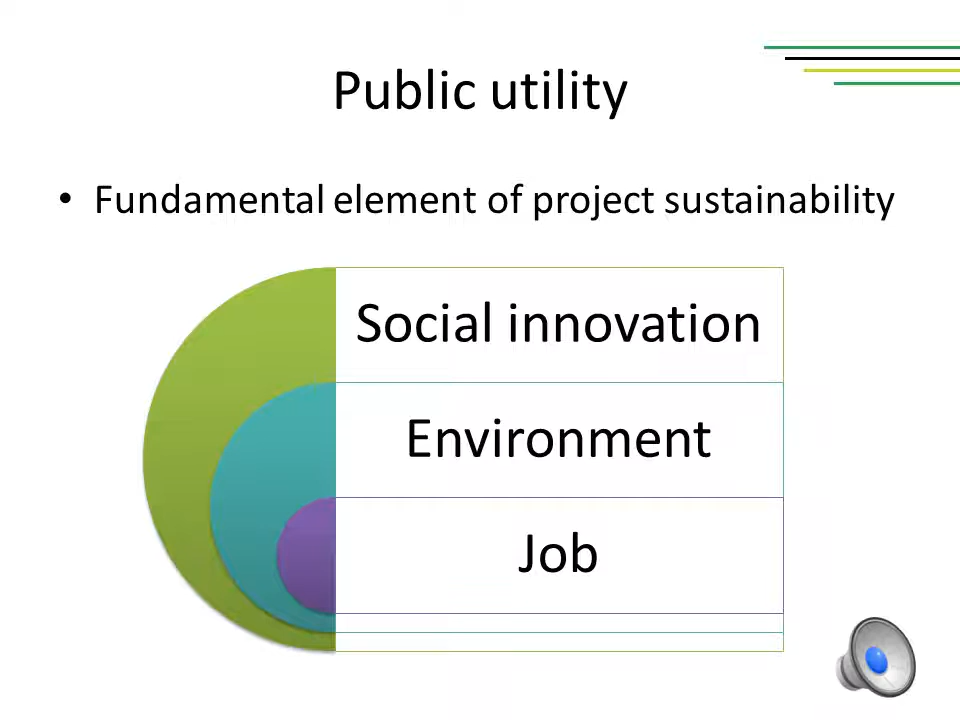 Public utility
• Fundamental element of project sustainability
Social innovation
Environment
Job